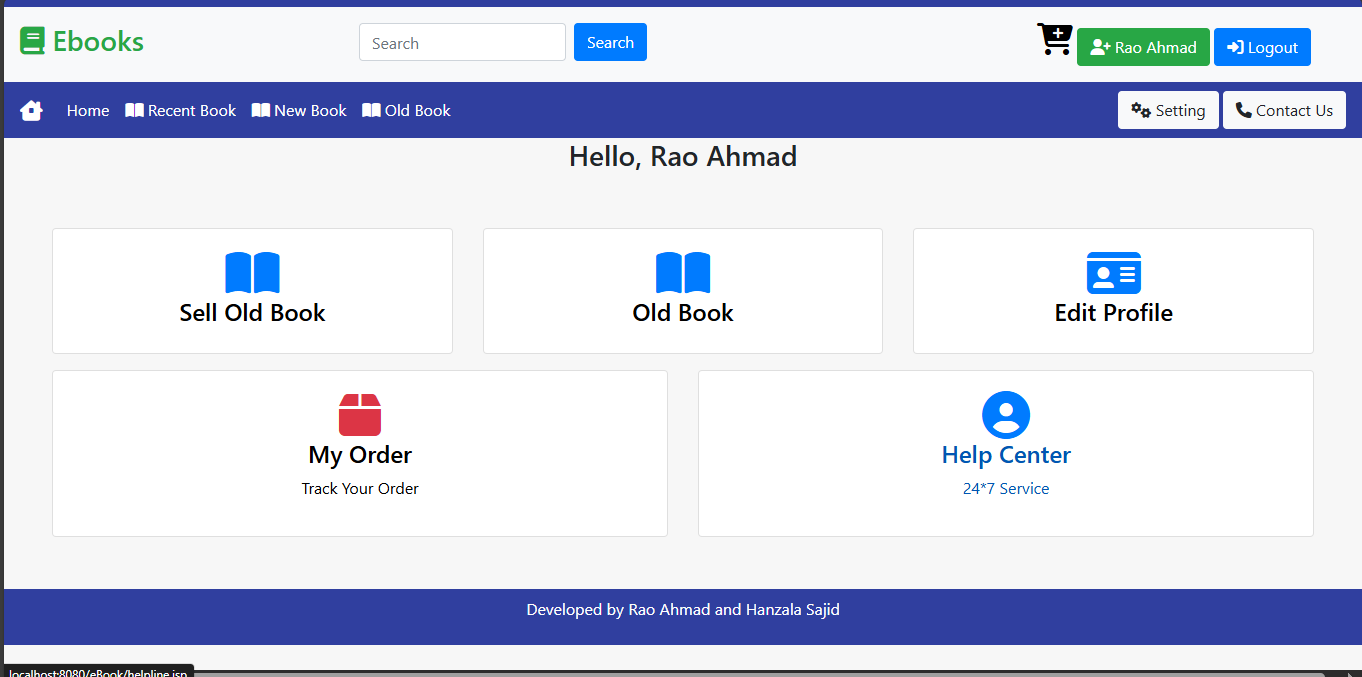 Ebooks
Search
Search
Rao Ahmad
Logout
Home
Recent Book
New Book
Old Book
Setting
Contact Us
Hello, Rao Ahmad
Sell Old Book
Old Book
Edit Profile
My Order
Track Your Order
Help Center
24*7 Service
Developed by Rao Ahmad and Hanzala Sajid
localhost:8080/eBook/helpline.jsp